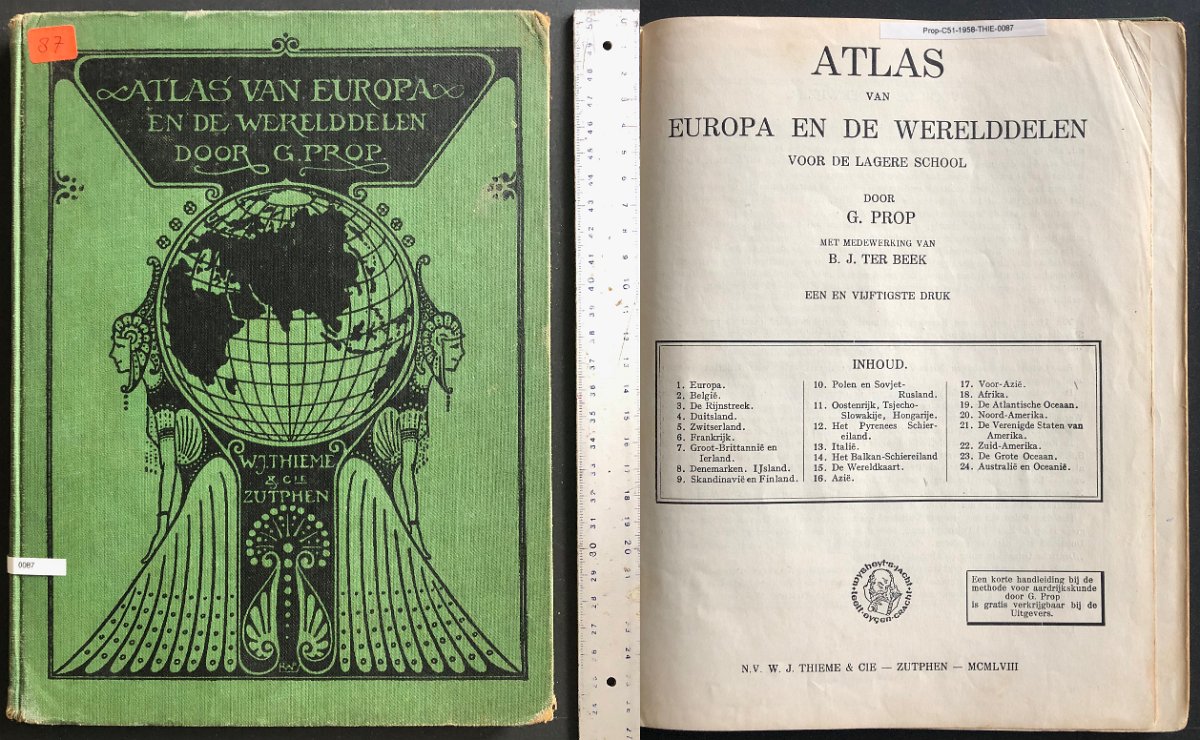 87
ATLAS VAN EUROPA
EN DE WERELDDELEN
DOOR G. PROP
W.J. THIEME
& CIE
ZUTPHEN
0087
Prop-C51-1958-THIE-0087
ATLAS
VAN
EUROPA EN DE WERELDDELEN
VOOR DE LAGERE SCHOOL
DOOR
G. PROP
MET MEDEWERKING VAN
B. J. TER BEEK
EEN EN VIJFTIGSTE DRUK
INHOUD.
1. Europa.
2. België.
3. De Rijnstreek.
4. Duitsland.
5. Zwitserland.
6. Frankrijk.
7. Groot-Brittannië en
Ierland.
8. Denemarken. IJsland.
9. Skandinavië en Finland.
10. Polen en Sovjet-
Rusland.
11. Oostenrijk, Tsjecho-
Slowakije, Hongarije.
12. Het Pyrenees Schier-
eiland.
13. Italië.
14. Het Balkan-Schiereiland
15. De Wereldkaart.
16. Azië.
17. Voor-Azië.
18. Afrika.
19. De Atlantische Oceaan.
20. Noord-Amerika.
21. De Verenigde Staten van
Amerika.
22. Zuid-Amerika.
23. De Grote Oceaan.
24. Australië en Oceanië.
wysheyt·s·jacht
teelt·eygen·cracht
Een korte handleiding bij de
methode voor aardrijkskunde
door G. Prop
is gratis verkrijgbaar bij de
Uitgevers.
N.V. W. J. THIEME & CIE — ZUTPHEN — MCMLVIII